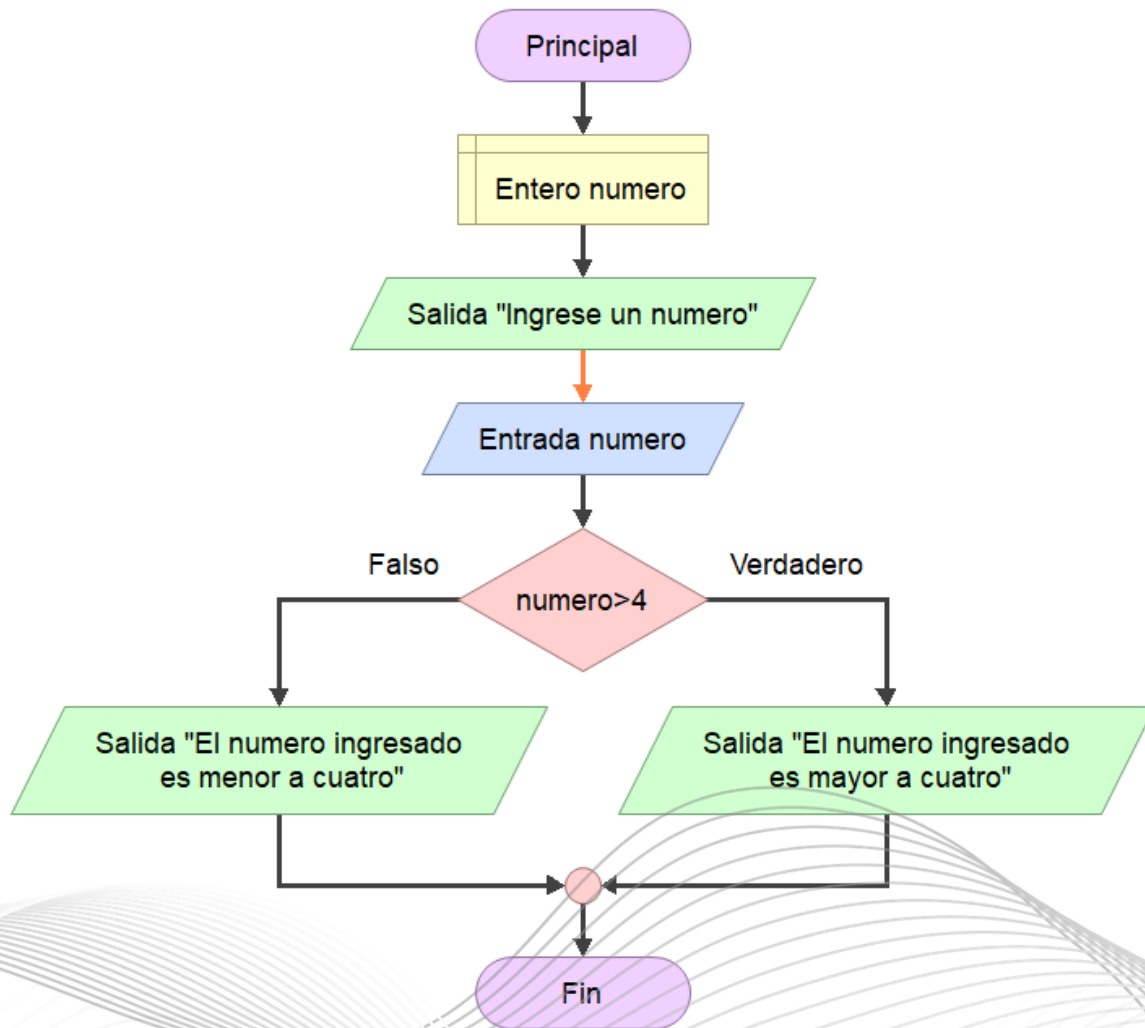 Principal
Entero numero
Salida "Ingrese un numero"
Entrada numero
Falso
Verdadero
numero>4
Salida "El numero ingresado
es menor a cuatro"
Salida "El numero ingresado
es mayor a cuatro"
Fin